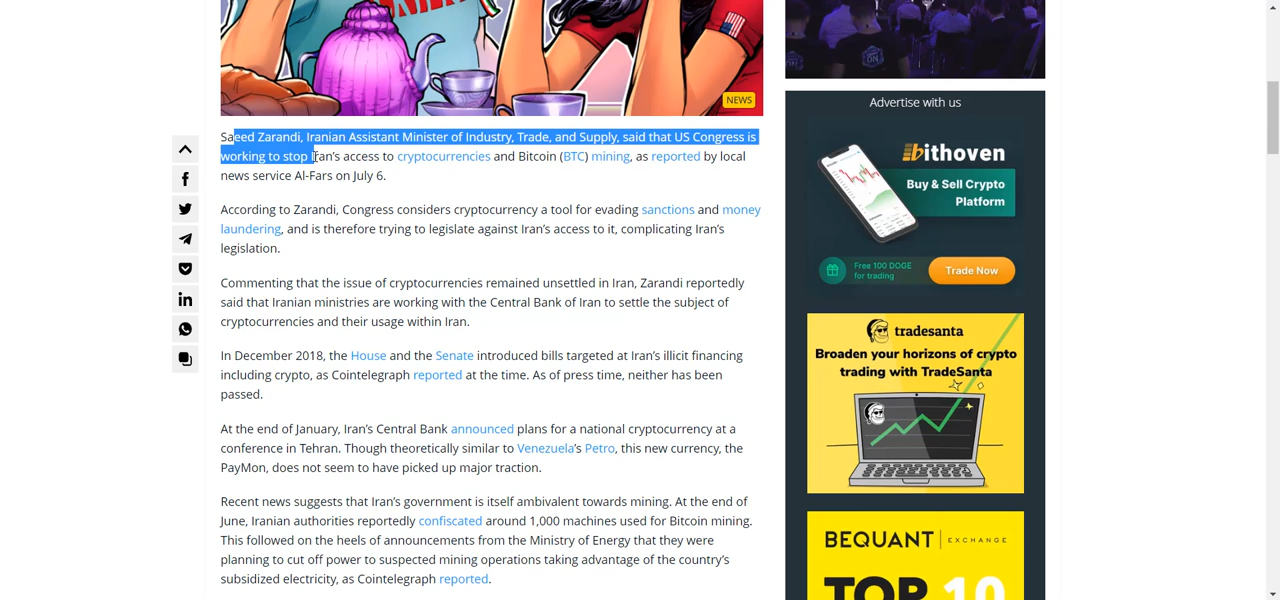 NEWS
Saeed Zarandi, Iranian Assistant Minister of Industry, Trade, and Supply, said that US Congress is
working to stop Iran’s access to cryptocurrencies and Bitcoin (BTC) mining, as reported by local
news service Al-Fars on July 6.
According to Zarandi, Congress considers cryptocurrency a tool for evading sanctions and money
laundering, and is therefore trying to legislate against Iran’s access to it, complicating Iran’s
legislation.
Commenting that the issue of cryptocurrencies remained unsettled in Iran, Zarandi reportedly
said that Iranian ministries are working with the Central Bank of Iran to settle the subject of
cryptocurrencies and their usage within Iran.
In December 2018, the House and the Senate introduced bills targeted at Iran’s illicit financing
including crypto, as Cointelegraph reported at the time. As of press time, neither has been
passed.
At the end of January, Iran’s Central Bank announced plans for a national cryptocurrency at a
conference in Tehran. Though theoretically similar to Venezuela’s Petro, this new currency, the
PayMon, does not seem to have picked up major traction.
Recent news suggests that Iran’s government is itself ambivalent towards mining. At the end of
June, Iranian authorities reportedly confiscated around 1,000 machines used for Bitcoin mining.
This followed on the heels of announcements from the Ministry of Energy that they were
planning to cut off power to suspected mining operations taking advantage of the country’s
subsidized electricity, as Cointelegraph reported.
Advertise with us
bithoven
Buy & Sell Crypto
Platform
Free 100 DOGE
for trading
Trade Now
tradesanta
Broaden your horizons of crypto
trading with TradeSanta
BEQUANT EXCHANGE
TOP 10